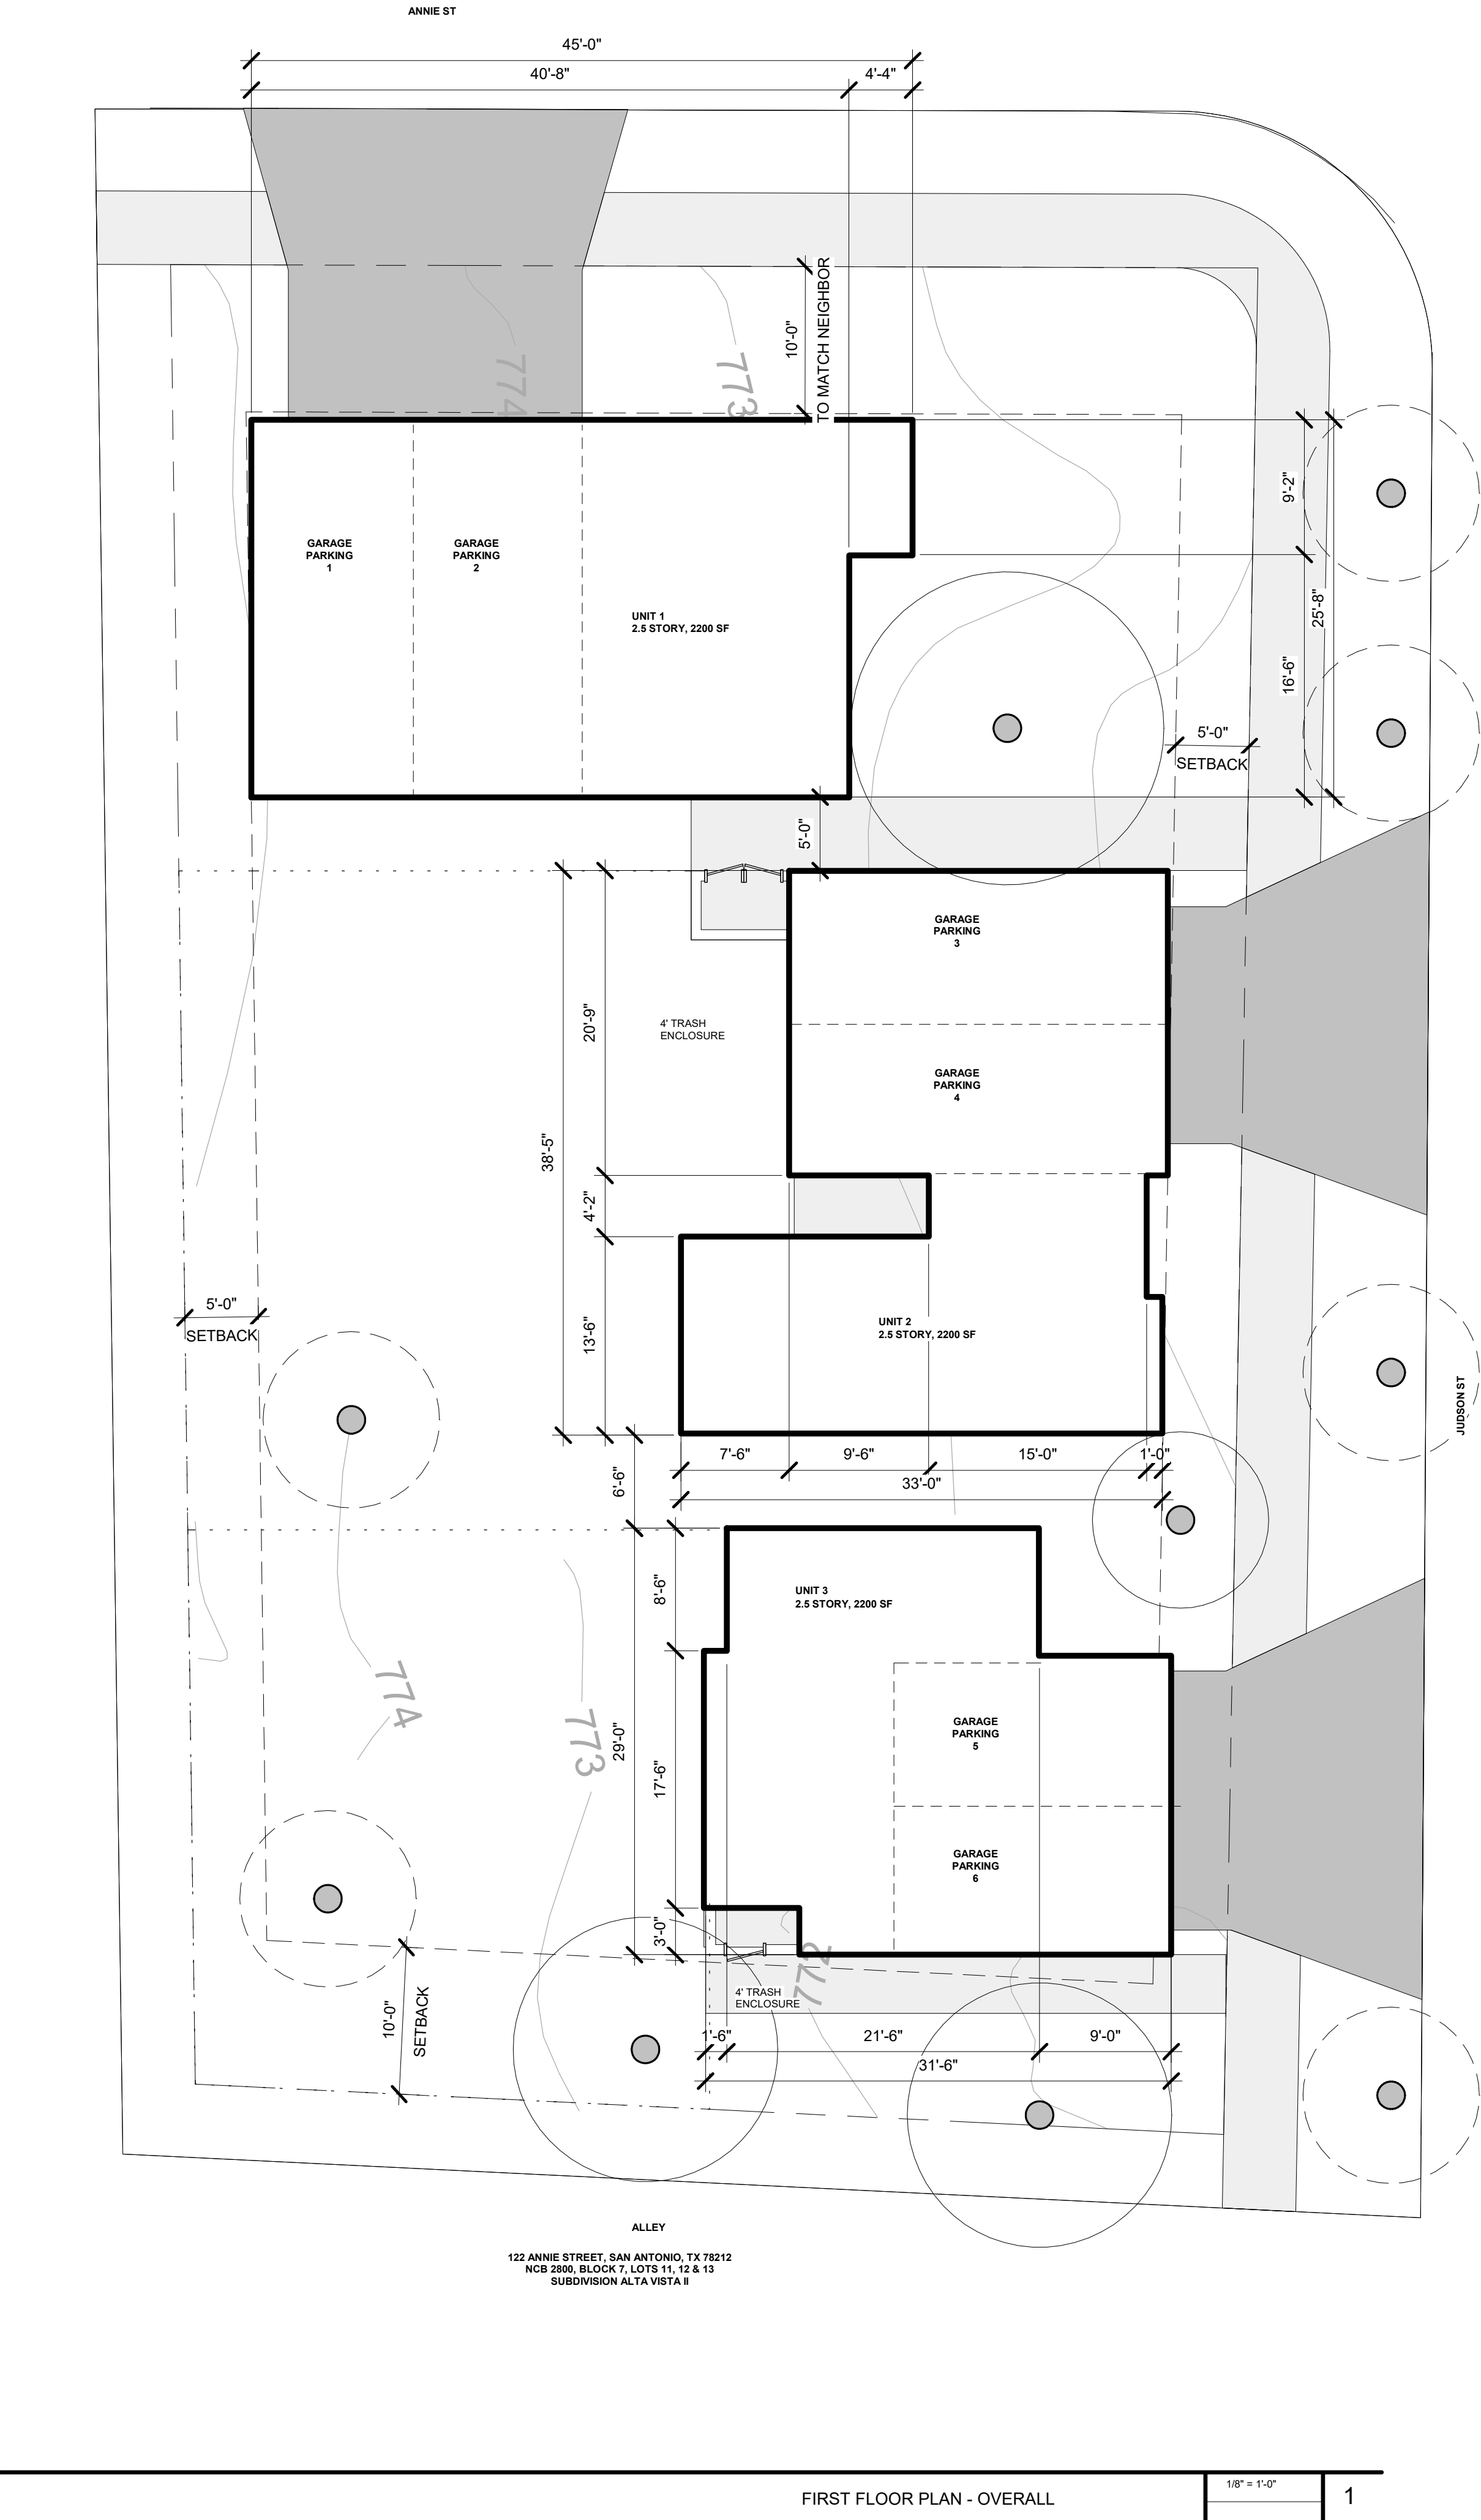 ANNIE ST
45'-0"
40'-8"
4'-4"
10'-0"
TO MATCH NEIGHBOR
774
773
9'-2"
25'-8"
16'-6"
GARAGE
PARKING
1
GARAGE
PARKING
2
UNIT 1
2.5 STORY, 2200 SF
5'-0"
SETBACK
5'-0"
GARAGE
PARKING
3
20'-9"
4' TRASH
ENCLOSURE
GARAGE
PARKING
4
38'-5"
4'-2"
5'-0"
SETBACK
13'-6"
UNIT 2
2.5 STORY, 2200 SF
JUDSON ST
7'-6"
9'-6"
15'-0"
1'-0"
33'-0"
6'-6"
8'-6"
UNIT 3
2.5 STORY, 2200 SF
774
773
29'-0"
17'-6"
GARAGE
PARKING
5
GARAGE
PARKING
6
3'-0"
772
4' TRASH
ENCLOSURE
10'-0"
SETBACK
1'-6"
21'-6"
9'-0"
31'-6"
ALLEY
122 ANNIE STREET, SAN ANTONIO, TX 78212
NCB 2800, BLOCK 7, LOTS 11, 12 & 13
SUBDIVISION ALTA VISTA II
FIRST FLOOR PLAN - OVERALL
1/8" = 1'-0"
1